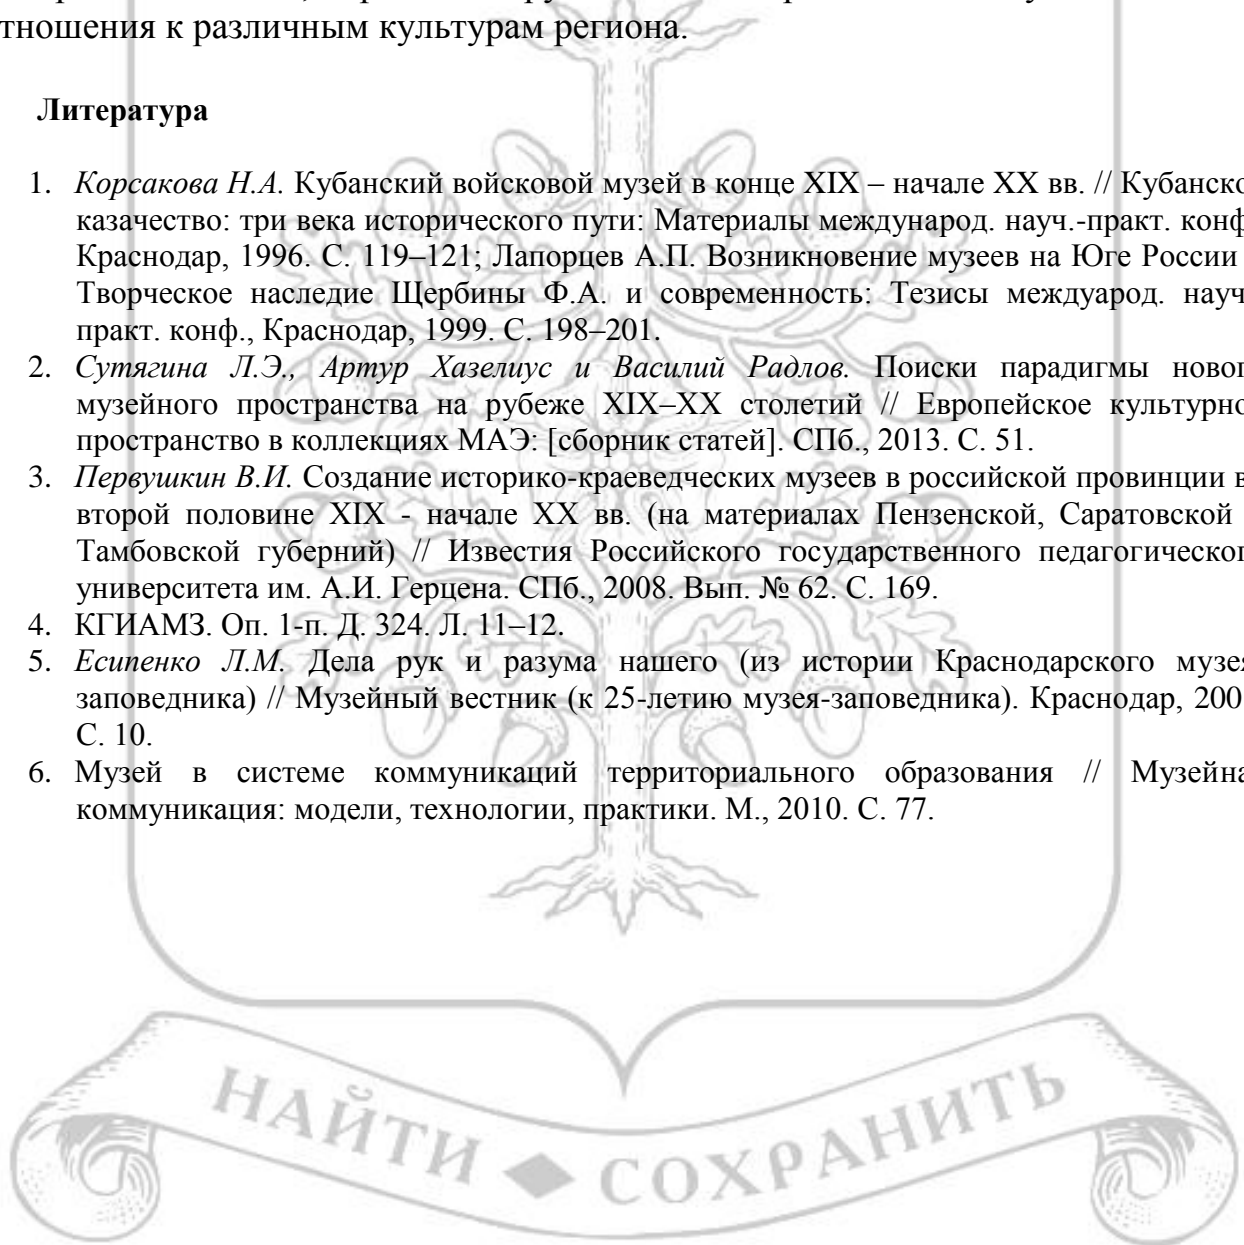 тношения к различным культурам региона.
Литература
1. Корсакова Н.А. Кубанский войсковой музей в конце XIX – начале XX вв. // Кубанско
казачество: три века исторического пути: Материалы международ. науч.-практ. конф
Краснодар, 1996. С. 119–121; Лапорцев А.П. Возникновение музеев на Юге России
Творческое наследие Щербины Ф.А. и современность: Тезисы междуарод. науч
практ. конф., Краснодар, 1999. С. 198–201.
2. Сутягина Л.Э., Артур Хазелиус и Василий Радлов. Поиски парадигмы новог
музейного пространства на рубеже XIX–XX столетий // Европейское культурно
пространство в коллекциях МАЭ: [сборник статей]. СПб., 2013. С. 51.
3. Первушкин В.И. Создание историко-краеведческих музеев в российской провинции в
второй половине XIX - начале XX вв. (на материалах Пензенской, Саратовской
Тамбовской губерний) // Известия Российского государственного педагогическог
университета им. А.И. Герцена. СПб., 2008. Вып. № 62. С. 169.
4. КГИАМЗ. Оп. 1-п. Д. 324. Л. 11–12.
5. Есипенко Л.М. Дела рук и разума нашего (из истории Краснодарского музея
заповедника) // Музейный вестник (к 25-летию музея-заповедника). Краснодар, 200
С. 10.
6. Музей в системе коммуникаций территориального образования // Музейна
коммуникация: модели, технологии, практики. М., 2010. С. 77.
НАЙТИ ◆ СОХРАНИТЬ